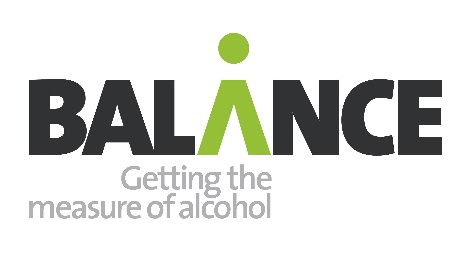 BALANCE
Getting the
measure of alcohol